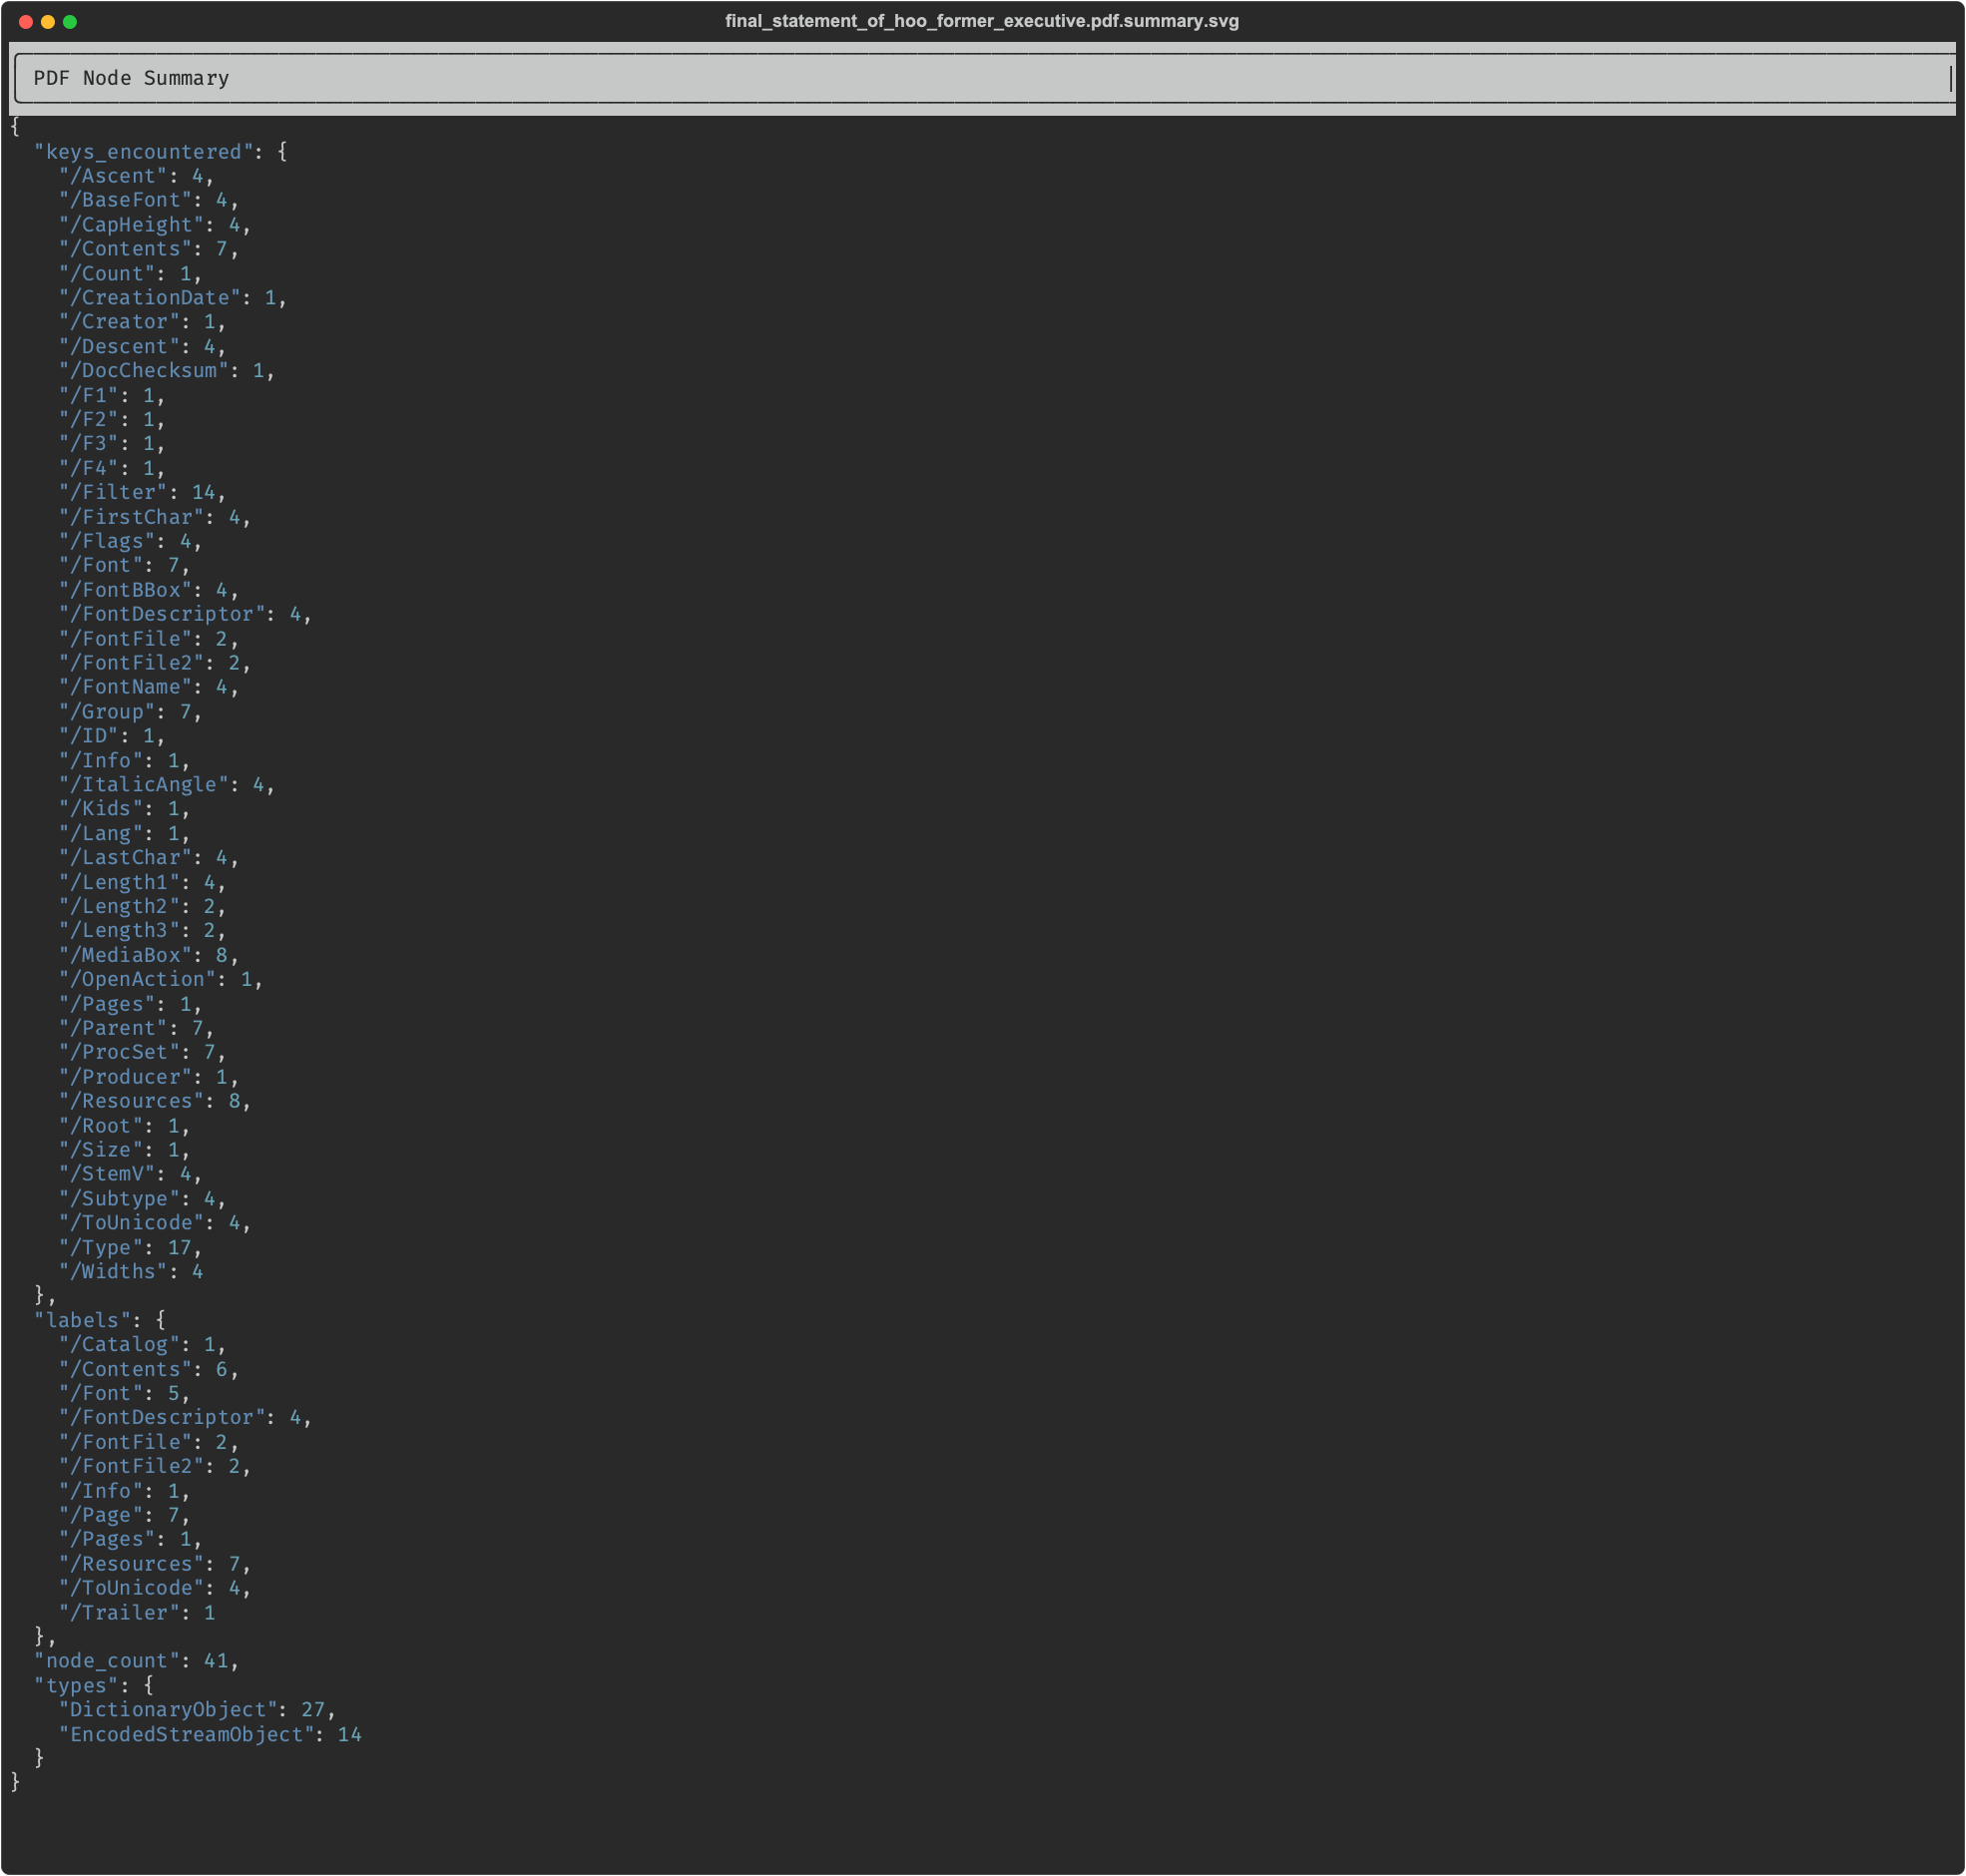 final_statement_of_hoo_former_executive.pdf.summary.svg
PDF Node Summary
{
  "keys_encountered": {
    "/Ascent": 4,
    "/BaseFont": 4,
    "/CapHeight": 4,
    "/Contents": 7,
    "/Count": 1,
    "/CreationDate": 1,
    "/Creator": 1,
    "/Descent": 4,
    "/DocChecksum": 1,
    "/F1": 1,
    "/F2": 1,
    "/F3": 1,
    "/F4": 1,
    "/Filter": 14,
    "/FirstChar": 4,
    "/Flags": 4,
    "/Font": 7,
    "/FontBBox": 4,
    "/FontDescriptor": 4,
    "/FontFile": 2,
    "/FontFile2": 2,
    "/FontName": 4,
    "/Group": 7,
    "/ID": 1,
    "/Info": 1,
    "/ItalicAngle": 4,
    "/Kids": 1,
    "/Lang": 1,
    "/LastChar": 4,
    "/Length1": 4,
    "/Length2": 2,
    "/Length3": 2,
    "/MediaBox": 8,
    "/OpenAction": 1,
    "/Pages": 1,
    "/Parent": 7,
    "/ProcSet": 7,
    "/Producer": 1,
    "/Resources": 8,
    "/Root": 1,
    "/Size": 1,
    "/StemV": 4,
    "/Subtype": 4,
    "/ToUnicode": 4,
    "/Type": 17,
    "/Widths": 4
  },
  "labels": {
    "/Catalog": 1,
    "/Contents": 6,
    "/Font": 5,
    "/FontDescriptor": 4,
    "/FontFile": 2,
    "/FontFile2": 2,
    "/Info": 1,
    "/Page": 7,
    "/Pages": 1,
    "/Resources": 7,
    "/ToUnicode": 4,
    "/Trailer": 1
  },
  "node_count": 41,
  "types": {
    "DictionaryObject": 27,
    "EncodedStreamObject": 14
  }
}